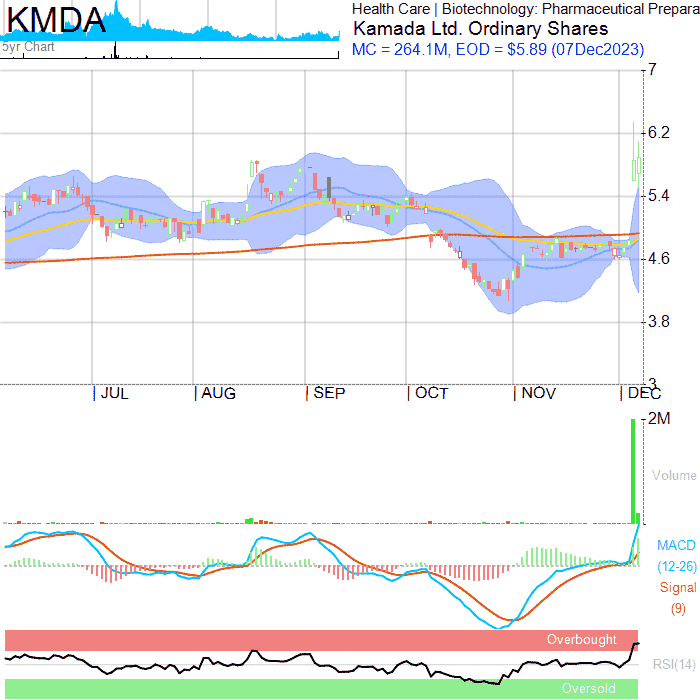 KMDA
Health Care | Biotechnology: Pharmaceutical Prepara
Kamada Ltd. Ordinary Shares
5yr Chart
MC = 264.1M, EOD = $5.89 (07Dec2023)
7
6.2
5.4
4.6
3.8
3
JUL
AUG
SEP
OCT
NOV
DEC
2M
Volume
MACD
(12-26)
Signal
(9)
Overbought
RSI(14)
Oversold